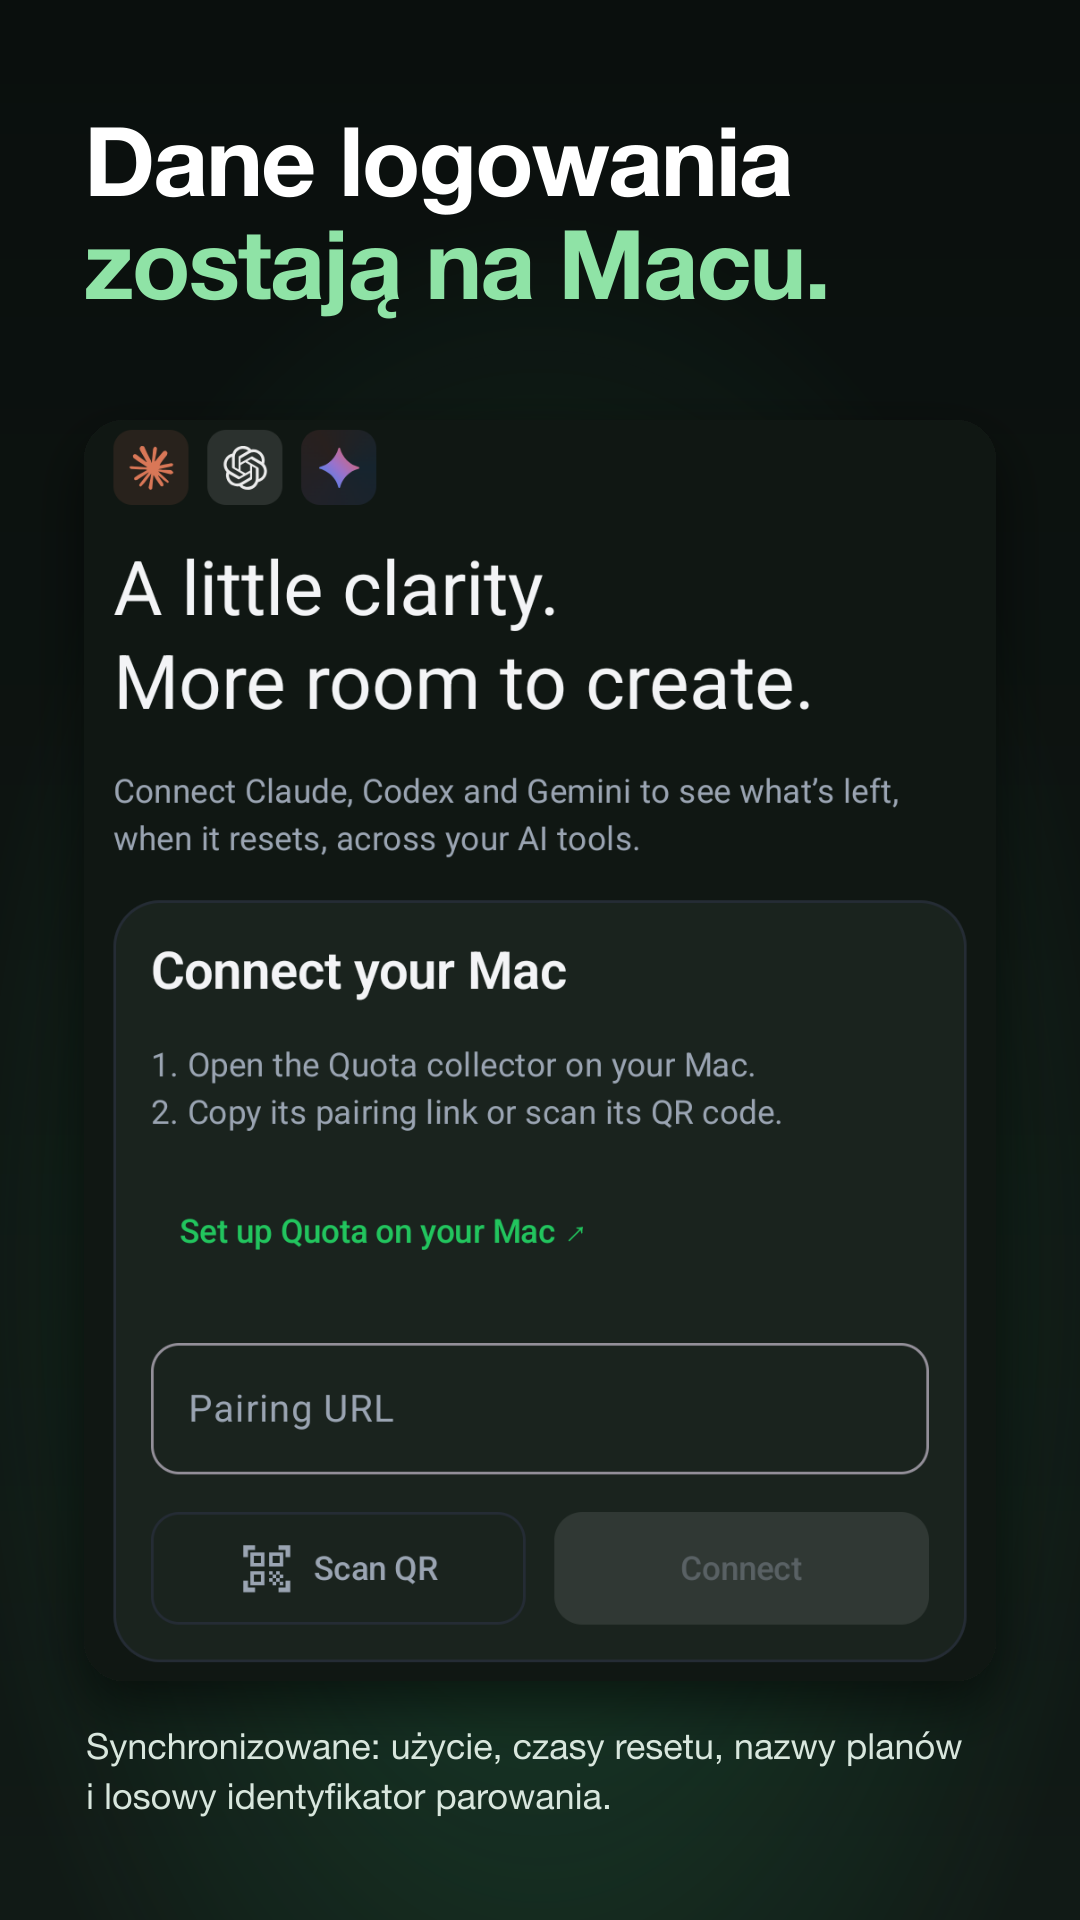 Dane logowania
zostają na Macu.
A little clarity.
More room to create.
Connect Claude, Codex and Gemini to see what’s left,
when it resets, across your AI tools.
Connect your Mac
1. Open the Quota collector on your Mac.
2. Copy its pairing link or scan its QR code.
Set up Quota on your Mac ↗
Pairing URL
Scan QR
Connect
Synchronizowane: użycie, czasy resetu, nazwy planów
i losowy identyfikator parowania.